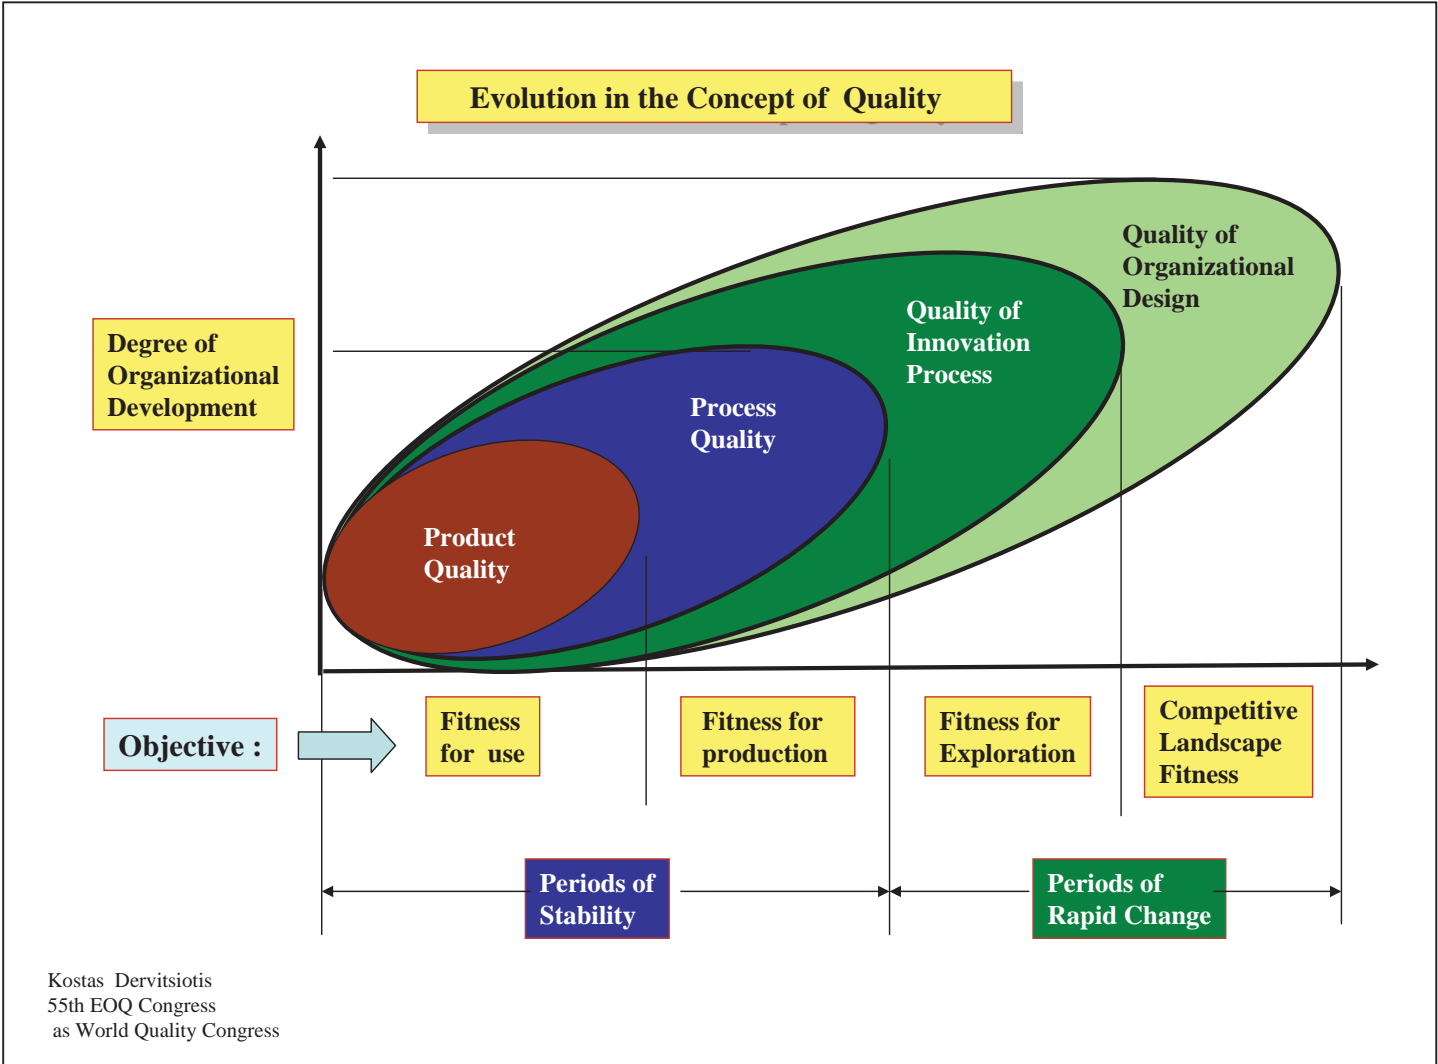 Evolution in the Concept of Quality
Quality of
Organizational
Design
Quality of
Innovation
Process
Degree of
Organizational
Development
Process
Quality
Product
Quality
Objective :
Fitness
for use
Fitness for
production
Fitness for
Exploration
Competitive
Landscape
Fitness
Periods of
Stability
Periods of
Rapid Change
Kostas Dervitsiotis
55th EOQ Congress
as World Quality Congress